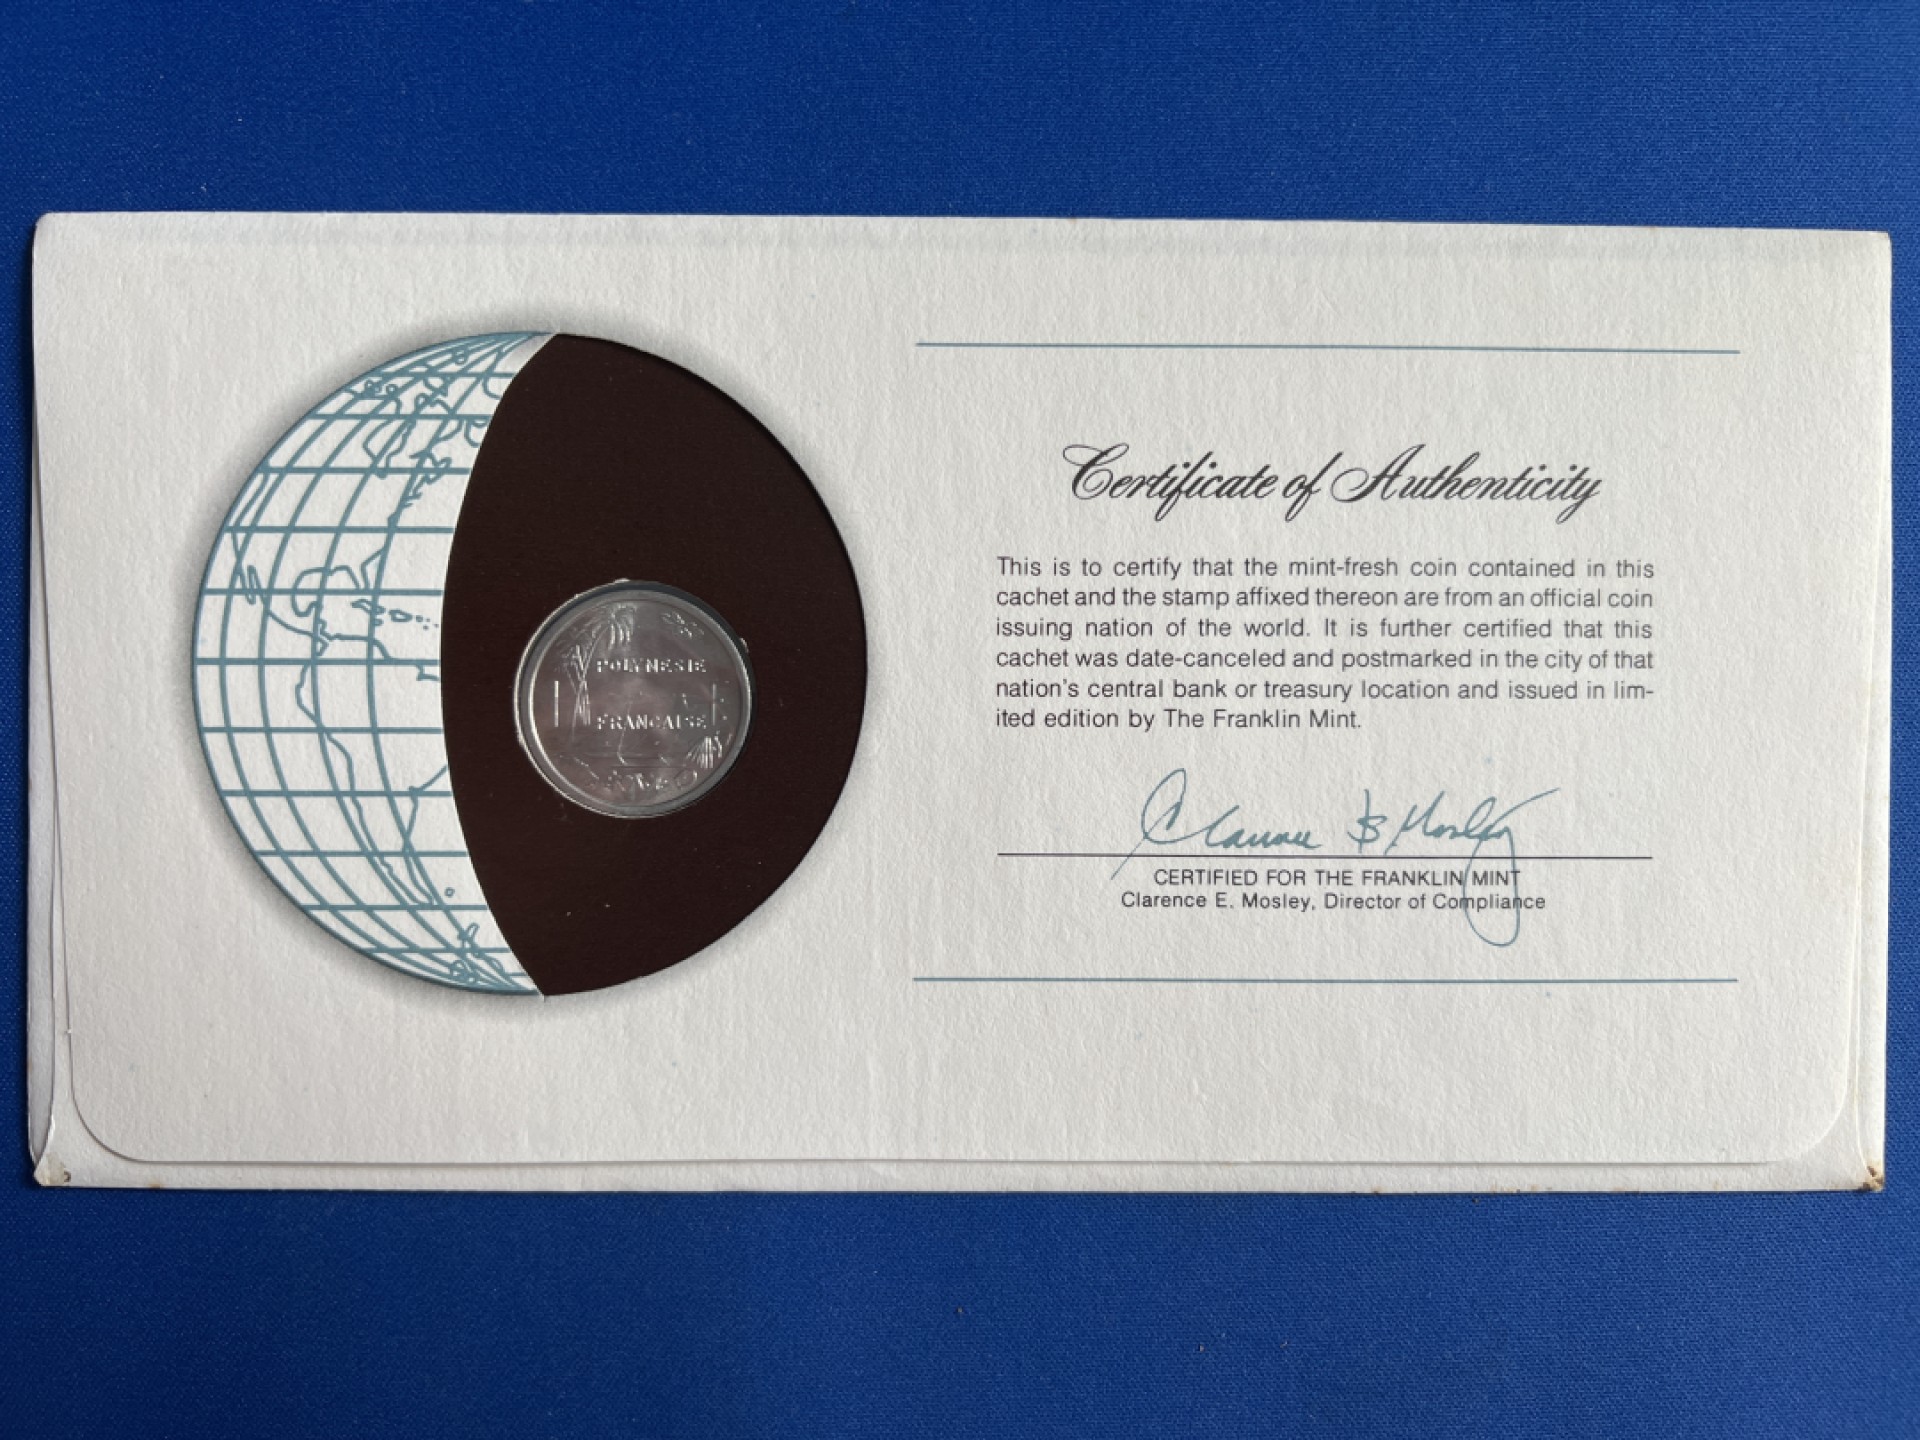 Certificate of Authenticity
This is to certify that the mint-fresh coin contained in this
cachet and the stamp affixed thereon are from an official coin
issuing nation of the world. It is further certified that this
cachet was date-canceled and postmarked in the city of that
nation's central bank or treasury location and issued in lim-
ited edition by The Franklin Mint.
CERTIFIED FOR THE FRANKLIN MINT
Clarence E. Mosley, Director of Compliance
POLYNESIE
FRANCAISE